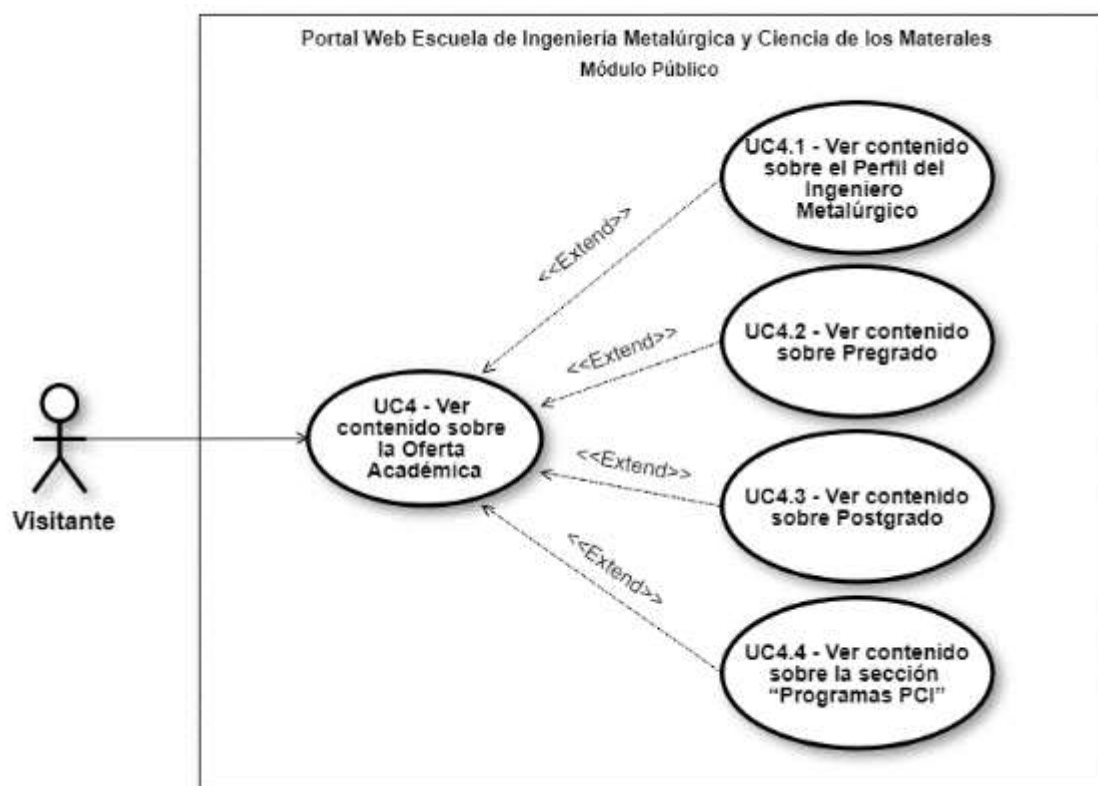 Portal Web Escuela de Ingeniería Metalúrgica y Ciencia de los Materales
Módulo Público
UC4.1 - Ver contenido
sobre el Perfil del
Ingeniero
Metalúrgico
<<Extend>>
UC4.2 - Ver contenido
sobre Pregrado
<<Extend>>
UC4 - Ver
contenido sobre
la Oferta
Académica
Visitante
<<Extend>>
UC4.3 - Ver contenido
sobre Postgrado
<<Extend>>
UC4.4 - Ver contenido
sobre la sección
“Programas PCI”